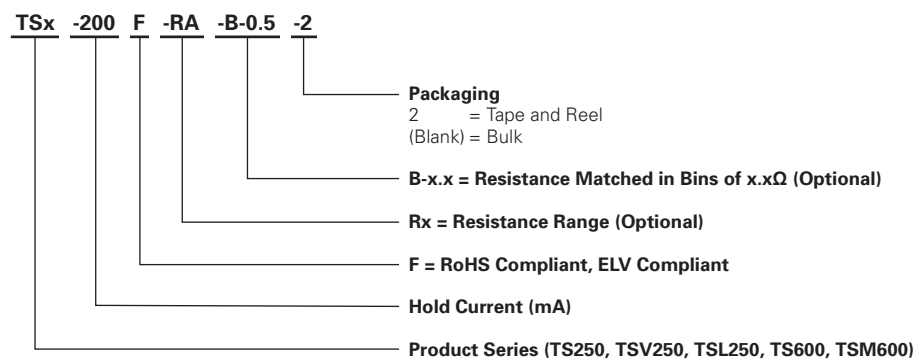 TSx -200 F -RA -B-0.5 -2
Packaging
2 = Tape and Reel
(Blank) = Bulk
B-x.x = Resistance Matched in Bins of x.xΩ (Optional)
Rx = Resistance Range (Optional)
F = RoHS Compliant, ELV Compliant
Hold Current (mA)
Product Series (TS250, TSV250, TSL250, TS600, TSM600)